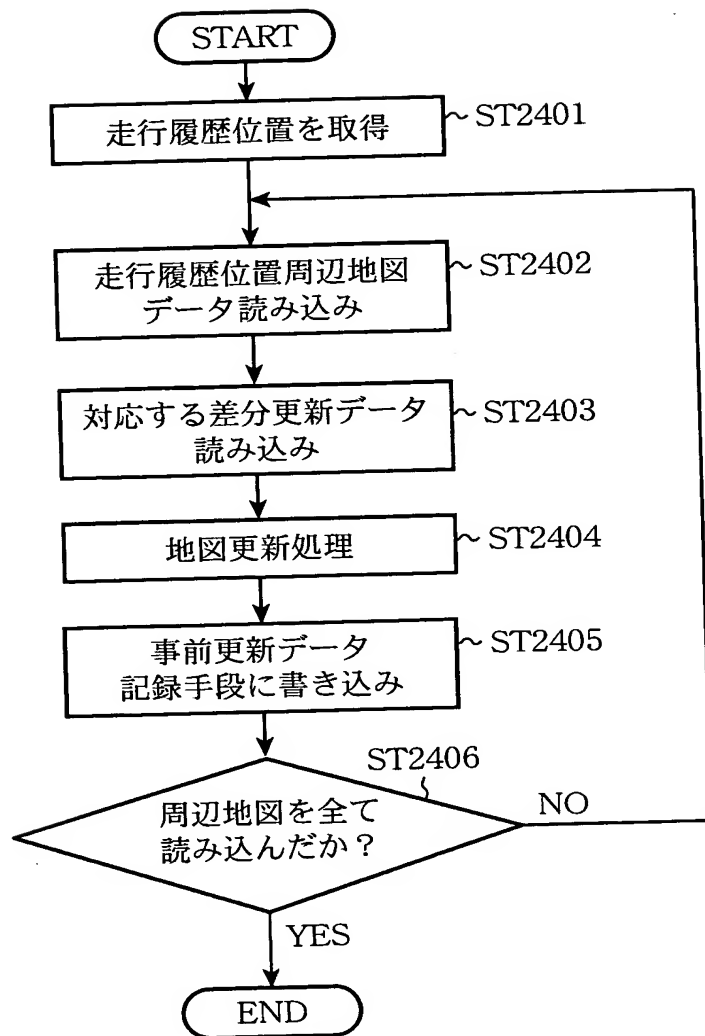 START
走行履歴位置を取得
ST2401
走行履歴位置周辺地図
データ読み込み
ST2402
対応する差分更新データ
読み込み
ST2403
地図更新処理
ST2404
事前更新データ
記録手段に書き込み
ST2405
ST2406
周辺地図を全て
読み込んだか？
NO
YES
END